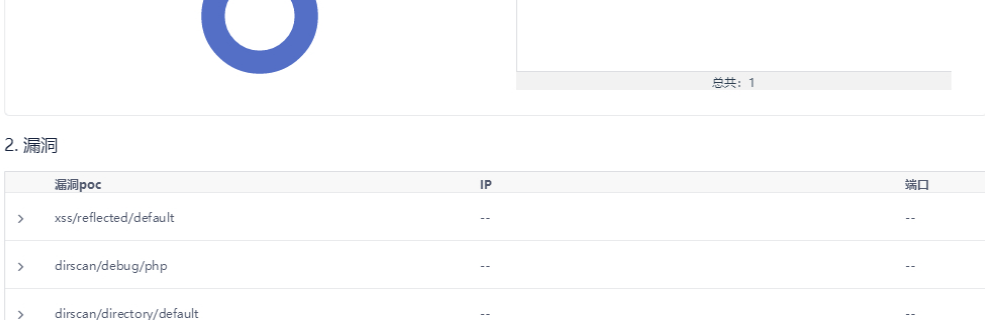 总共：1
2. 漏洞
漏洞poc IP 端口
xss/reflected/default -- --
dirscan/debug/php -- --
dirscan/directory/default -- --